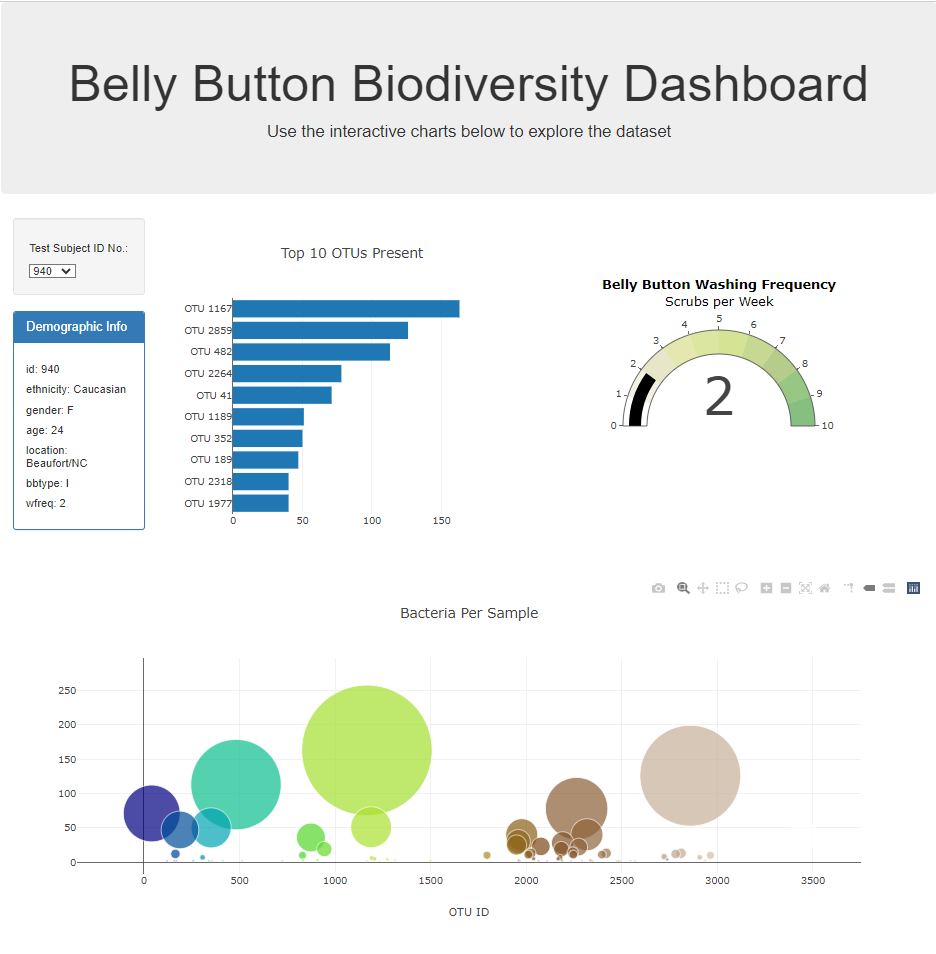 Belly Button Biodiversity Dashboard
Use the interactive charts below to explore the dataset
Test Subject ID No.:
940
Demographic Info
id: 940
ethnicity: Caucasian
gender: F
age: 24
location:
Beaufort/NC
bbtype: I
wfreq: 2
Top 10 OTUs Present
OTU 1167
OTU 2859
OTU 482
OTU 2264
OTU 41
OTU 1189
OTU 352
OTU 189
OTU 2318
OTU 1977
0 50 100 150
Belly Button Washing Frequency
Scrubs per Week
0 1 2 3 4 5 6 7 8 9 10
2
Bacteria Per Sample
250
200
150
100
50
0
0 500 1000 1500 2000 2500 3000 3500
OTU ID